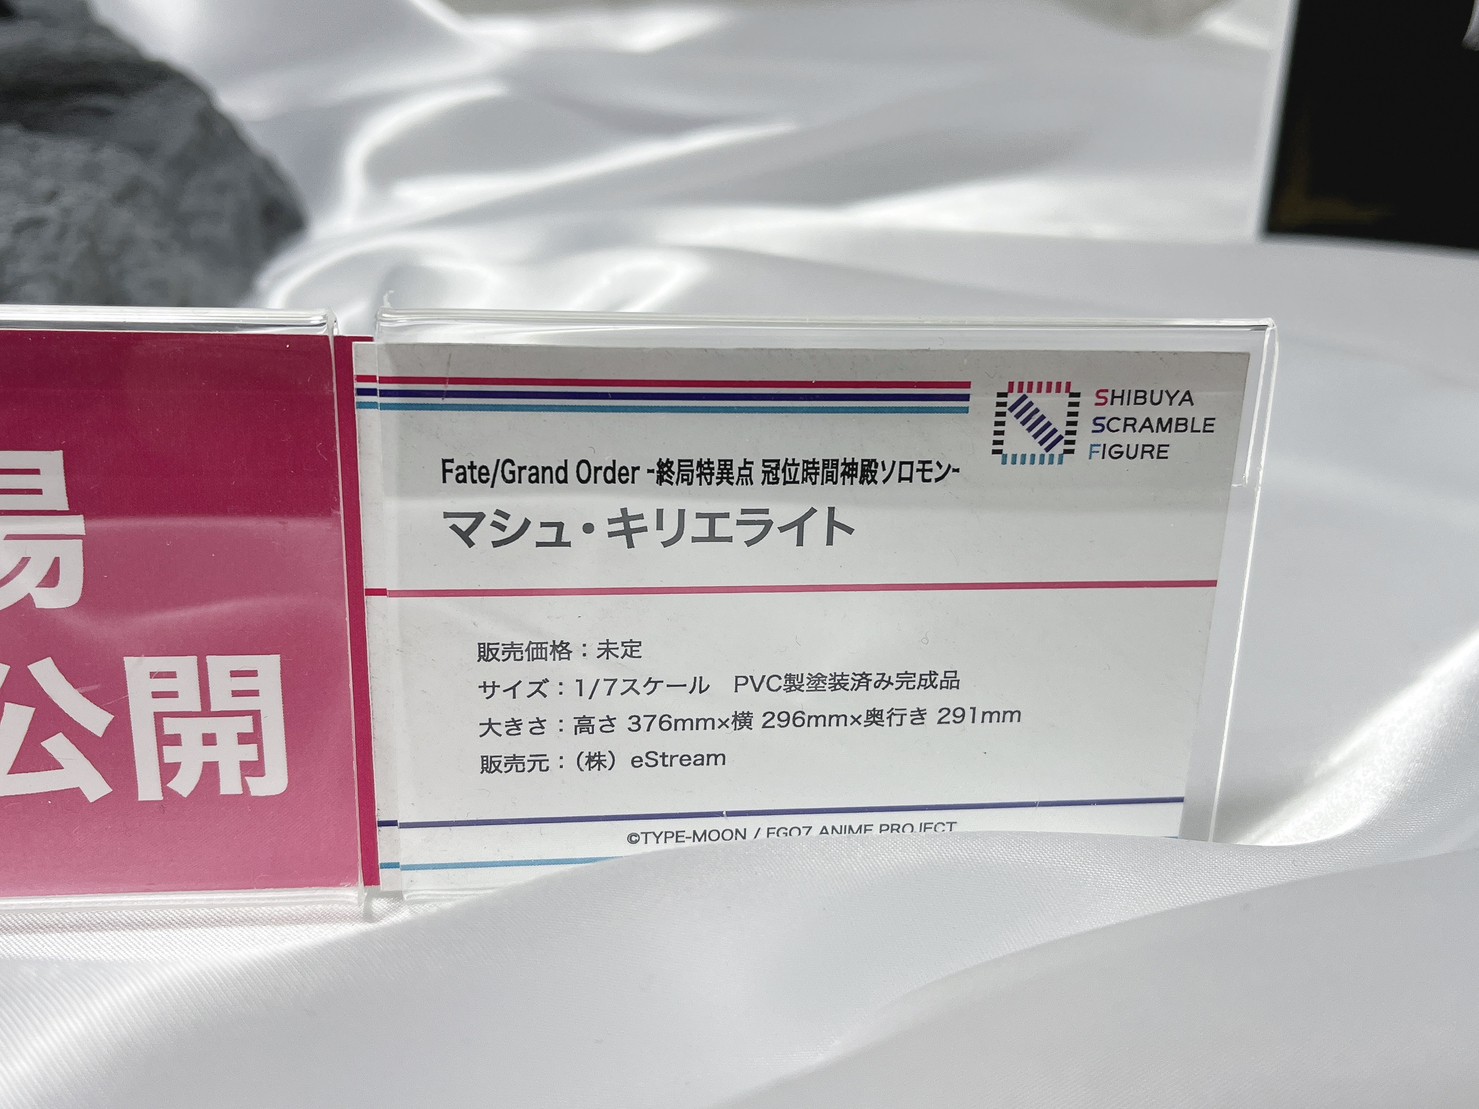 場
公開
SHIBUYA
SCRAMBLE
FIGURE
Fate/Grand Order -終局特異点 冠位時間神殿ソロモン-
マシュ・キリエライト
販売価格：未定
サイズ：1/7スケール　PVC製塗装済み完成品
大きさ：高さ 376mm×横 296mm×奥行き 291mm
販売元：（株）eStream
©TYPE-MOON / FGO7 ANIME PROJECT